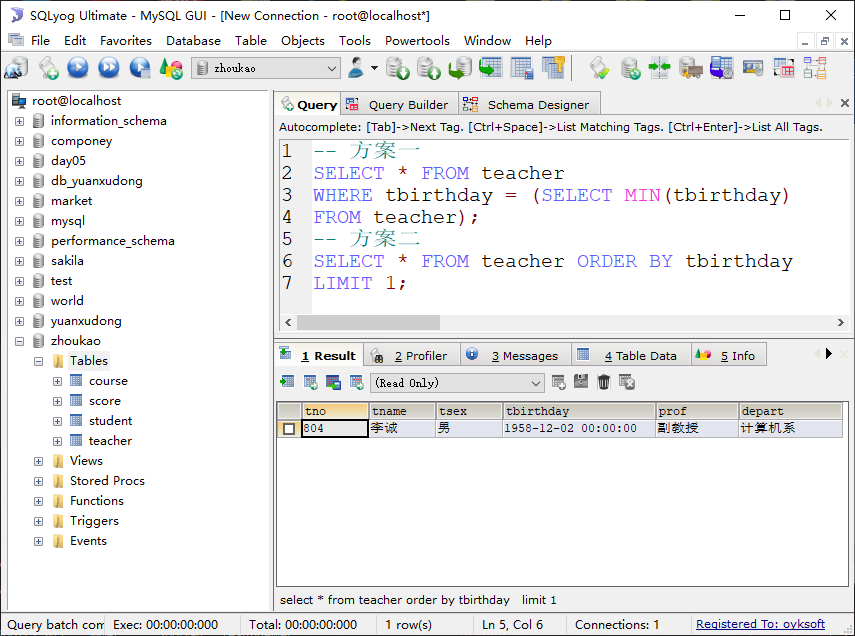 SQLyog Ultimate - MySQL GUI - [New Connection - root@localhost*]
File Edit Favorites Database Table Objects Tools Powertools Window Help
zhoukao
root@localhost
information_schema
componey
day05
db_yuanxudong
market
mysql
performance_schema
sakila
test
world
yuanxudong
zhoukao
Tables
course
score
student
teacher
Views
Stored Procs
Functions
Triggers
Events
Query Query Builder Schema Designer
Autocomplete: [Tab]->Next Tag. [Ctrl+Space]->List Matching Tags. [Ctrl+Enter]->List All Tags.
1 -- 方案一
2 SELECT * FROM teacher
3 WHERE tbirthday = (SELECT MIN(tbirthday)
4 FROM teacher);
5 -- 方案二
6 SELECT * FROM teacher ORDER BY tbirthday
7 LIMIT 1;
1 Result 2 Profiler 3 Messages 4 Table Data 5 Info
(Read Only)
tno tname tsex tbirthday prof depart
804 李诚 男 1958-12-02 00:00:00 副教授 计算机系
select * from teacher order by tbirthday limit 1
Query batch com Exec: 00:00:00:000 Total: 00:00:00:000 1 row(s) Ln 5, Col 6 Connections: 1 Registered To: oyksoft